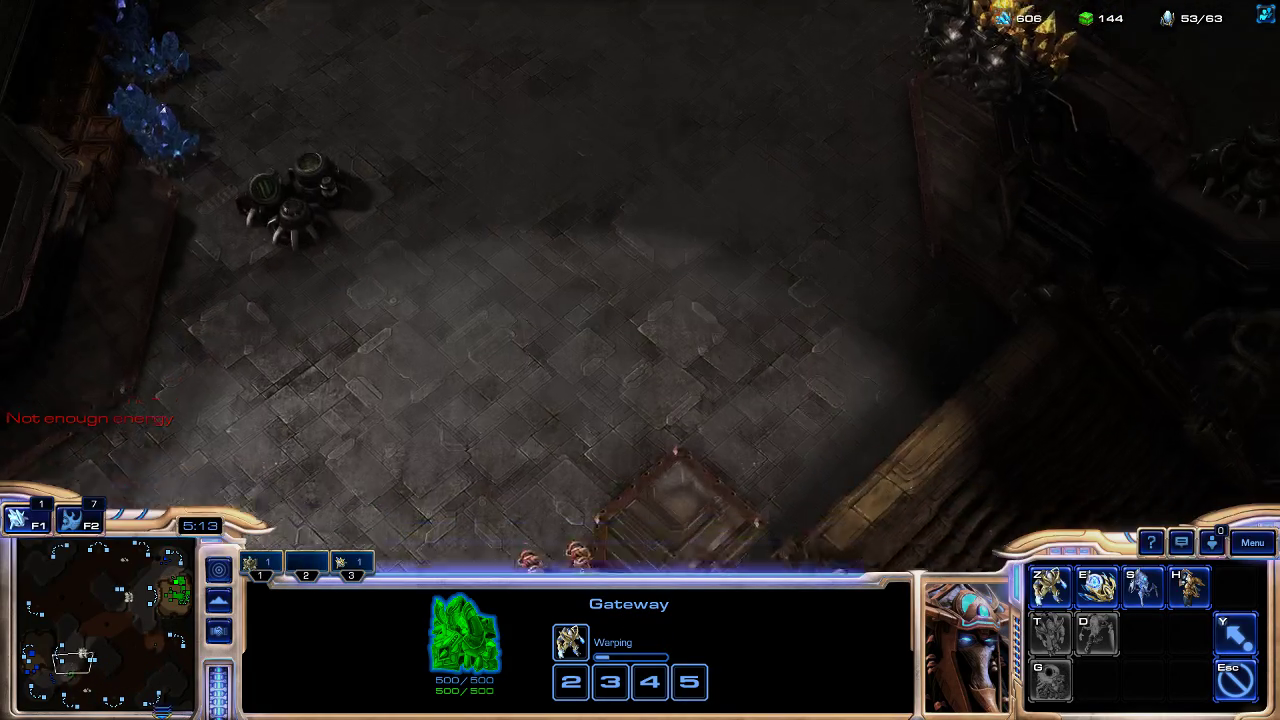 606 144 53/63
Not enough energy
1 7
F1 F2
5:13
1 1
1 2 3
Gateway
Warping
500/500
500/500
2 3 4 5
0
? Menu
Z E S H
T D Y
G Esc